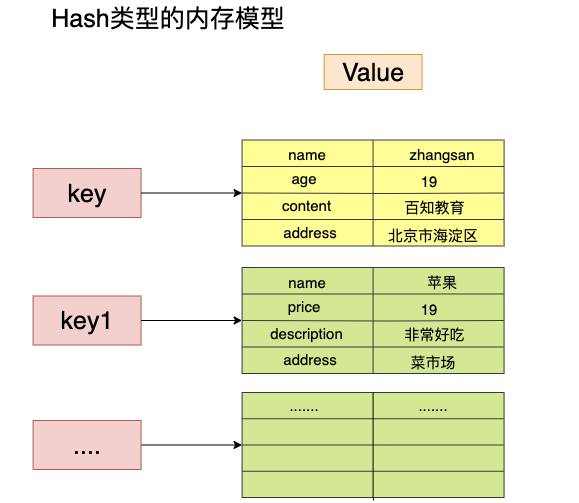 Hash类型的内存模型
Value
key
name zhangsan
age 19
content 百知教育
address 北京市海淀区
key1
name 苹果
price 19
description 非常好吃
address 菜市场
....
....... .......